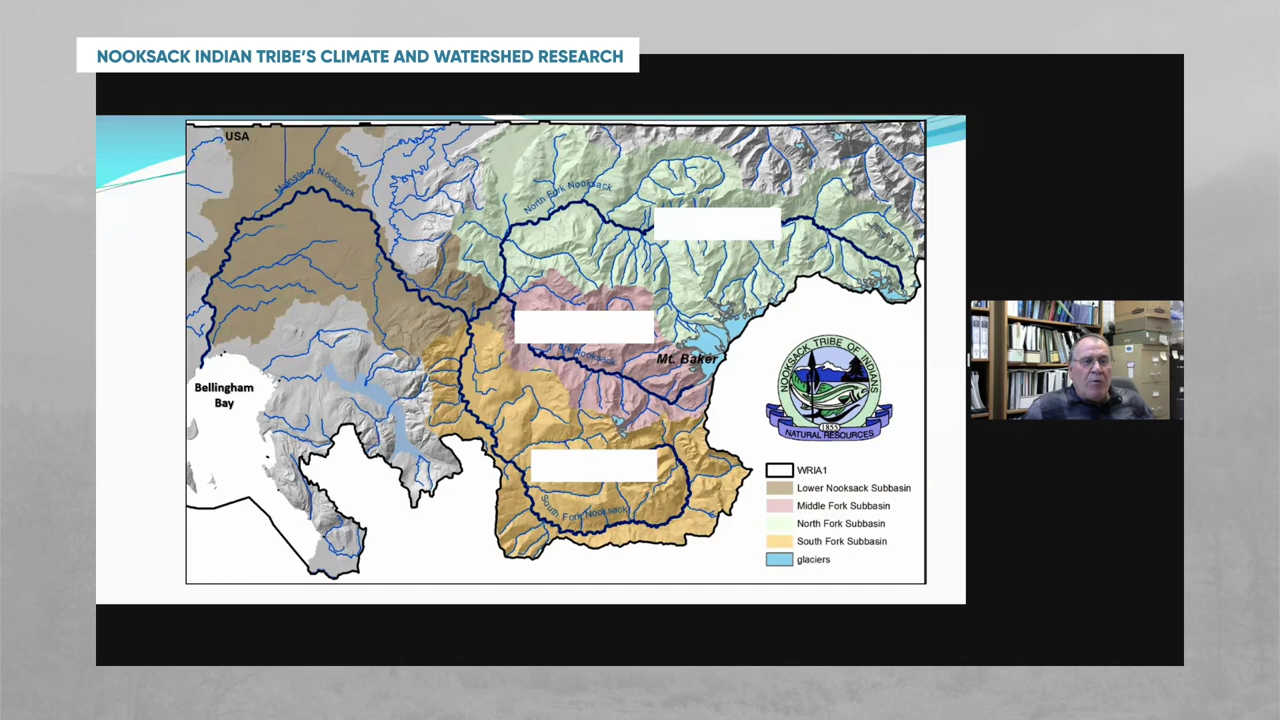 NOOKSACK INDIAN TRIBE'S CLIMATE AND WATERSHED RESEARCH
USA
Mainstem Nooksack
North Fork Nooksack
Nooksack
Mt. Baker
Bellingham
Bay
South Fork Nooksack
NOOKSACK TRIBE OF INDIANS
1855
NATURAL RESOURCES
WRIA1
Lower Nooksack Subbasin
Middle Fork Subbasin
North Fork Subbasin
South Fork Subbasin
glaciers